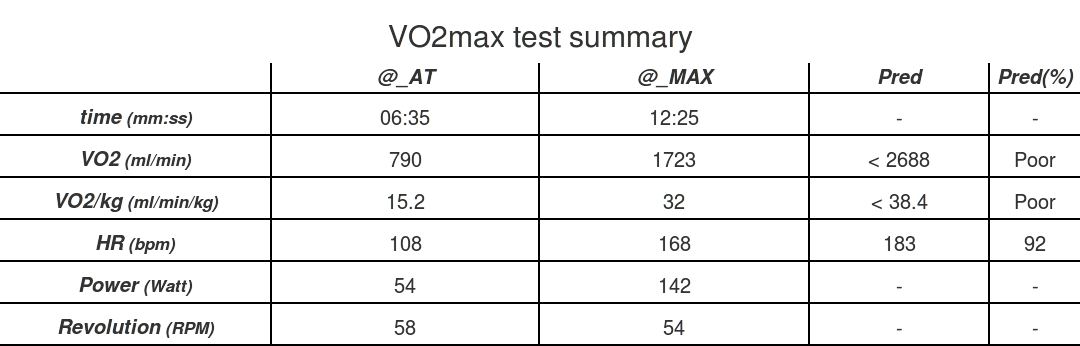 VO2max test summary
@_AT @_MAX Pred Pred(%)
time (mm:ss) 06:35 12:25 - -
VO2 (ml/min) 790 1723 < 2688 Poor
VO2/kg (ml/min/kg) 15.2 32 < 38.4 Poor
HR (bpm) 108 168 183 92
Power (Watt) 54 142 - -
Revolution (RPM) 58 54 - -